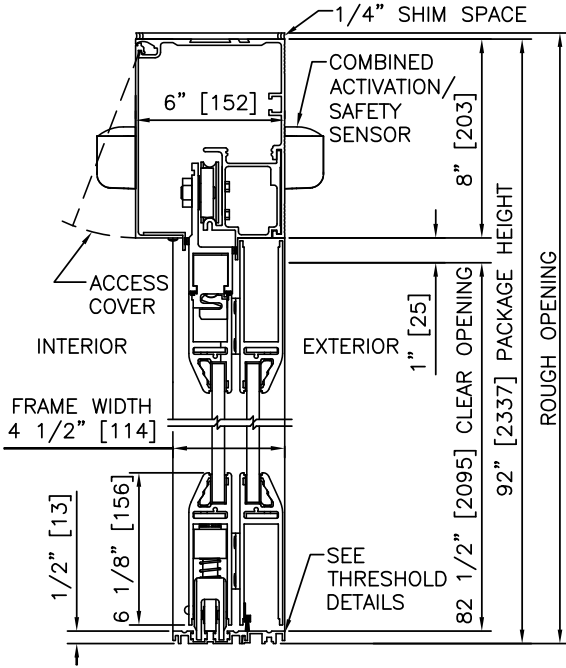 1/4" SHIM SPACE
COMBINED
ACTIVATION/
SAFETY
SENSOR
6" [152]
8" [203]
ACCESS
COVER
INTERIOR
EXTERIOR
1" [25]
FRAME WIDTH
4 1/2" [114]
82 1/2" [2095] CLEAR OPENING
92" [2337] PACKAGE HEIGHT
ROUGH OPENING
1/2" [13]
6 1/8" [156]
SEE
THRESHOLD
DETAILS